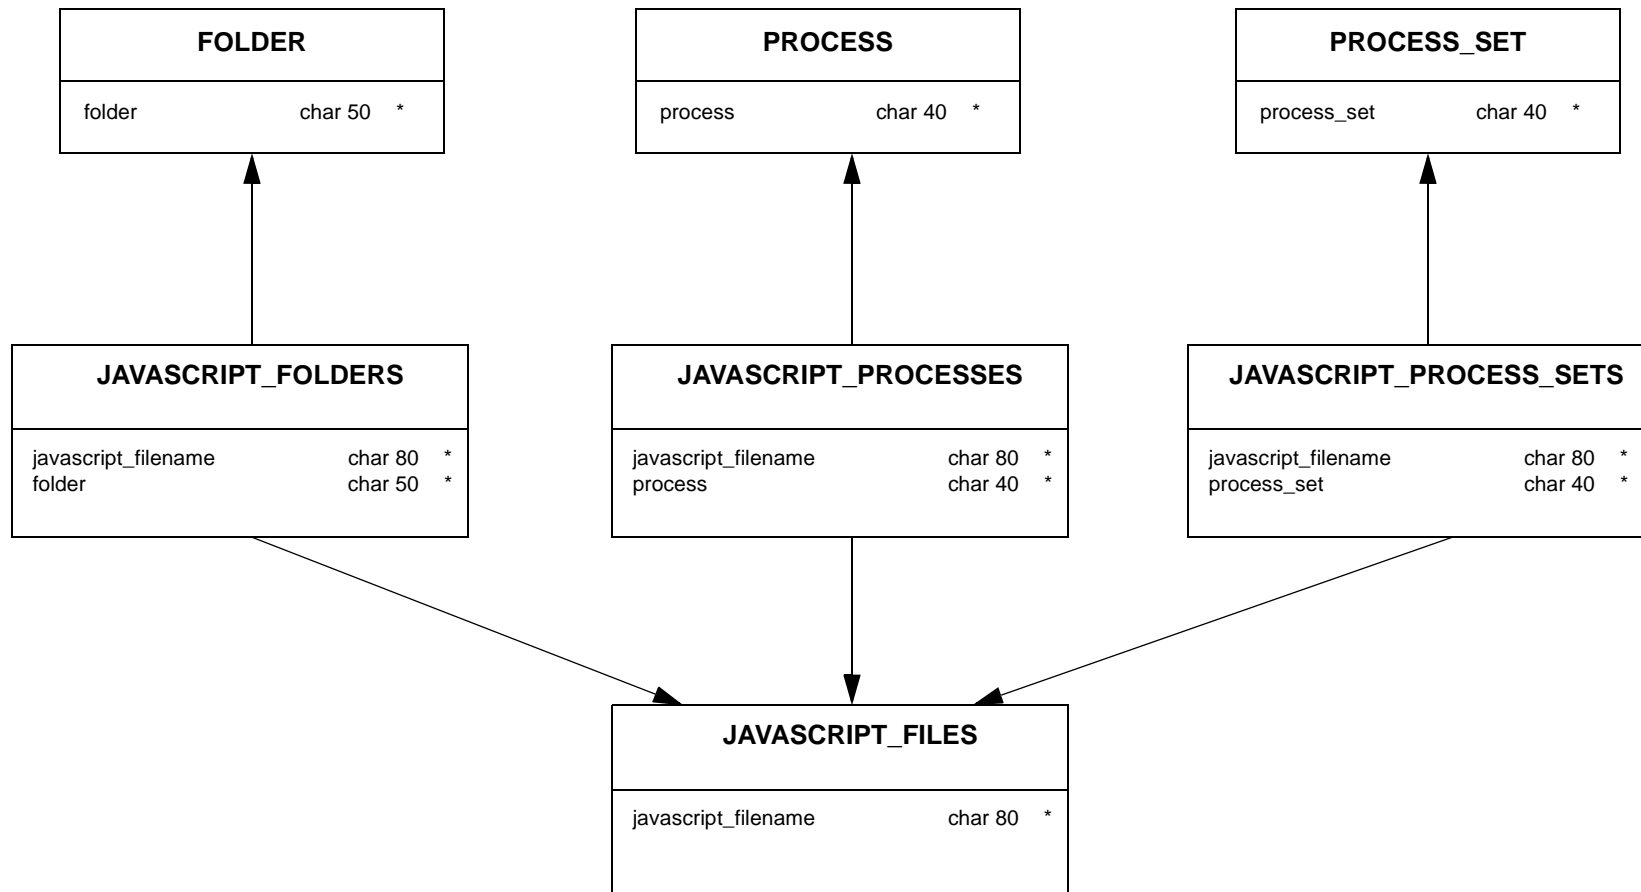 FOLDER
folder char 50 *
PROCESS
process char 40 *
PROCESS_SET
process_set char 40 *
JAVASCRIPT_FOLDERS
javascript_filename char 80 *
folder char 50 *
JAVASCRIPT_PROCESSES
javascript_filename char 80 *
process char 40 *
JAVASCRIPT_PROCESS_SETS
javascript_filename char 80 *
process_set char 40 *
JAVASCRIPT_FILES
javascript_filename char 80 *